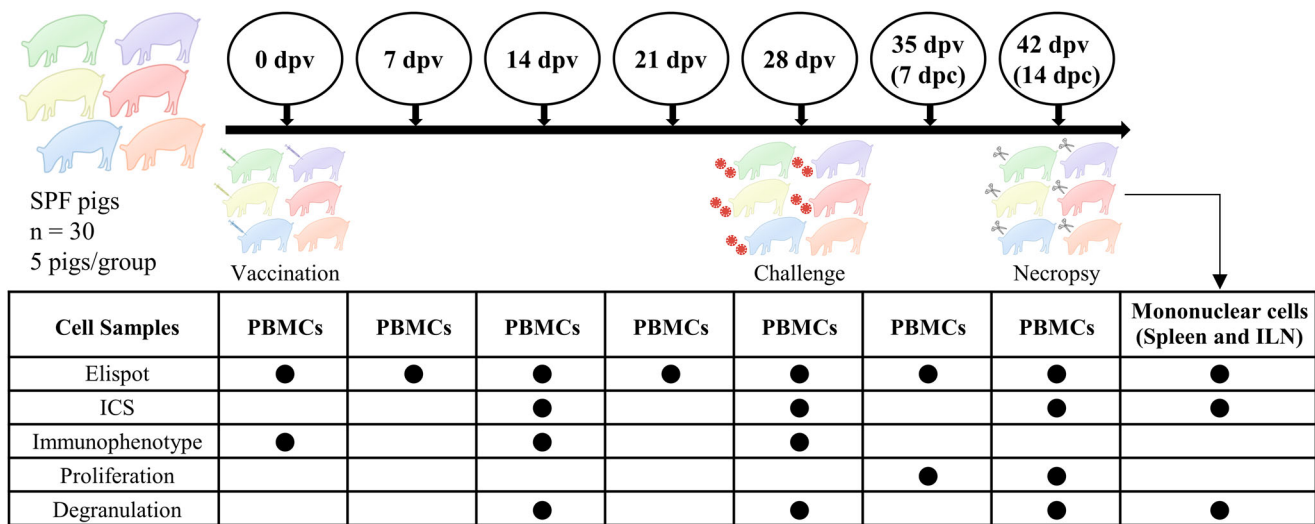 0 dpv
7 dpv
14 dpv
21 dpv
28 dpv
35 dpv
(7 dpc)
42 dpv
(14 dpc)
SPF pigs
n = 30
5 pigs/group
Vaccination
Challenge
Necropsy
Cell Samples PBMCs PBMCs PBMCs PBMCs PBMCs PBMCs PBMCs Mononuclear cells
(Spleen and ILN)
Elispot ● ● ● ● ● ● ● ●
ICS ● ● ● ●
Immunophenotype ● ● ●
Proliferation ● ●
Degranulation ● ● ● ●